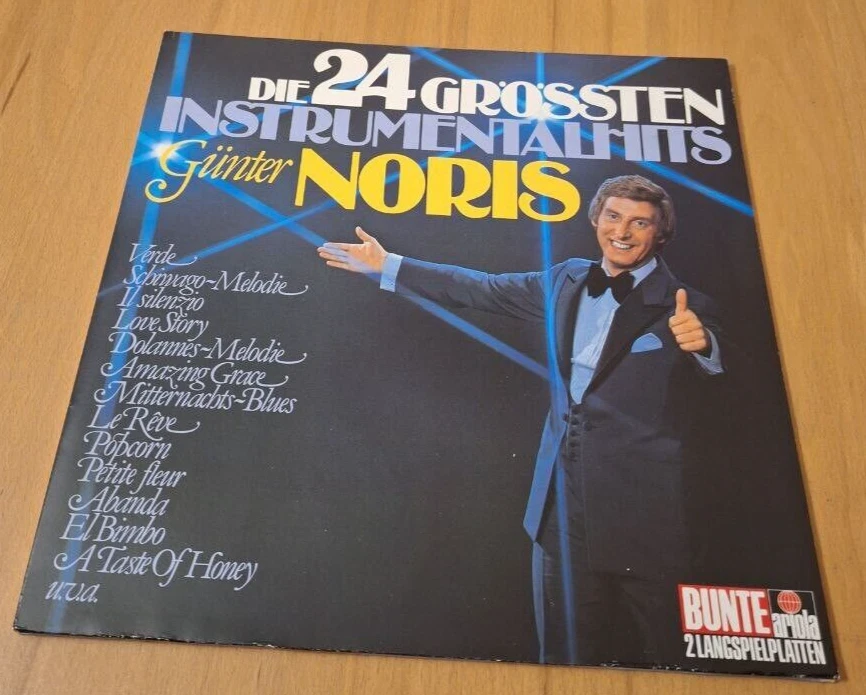 DIE 24 GRÖSSTEN
INSTRUMENTALHITS
Günter NORIS
Verde
Schiwago-Melodie
Il silenzio
Love Story
Dolannes-Melodie
Amazing Grace
Mitternachts-Blues
Le Rêve
Popcorn
Petite fleur
Abanda
El Bimbo
A Taste Of Honey
u.v.a.
BUNTE ariola
2 LANGSPIELPLATTEN